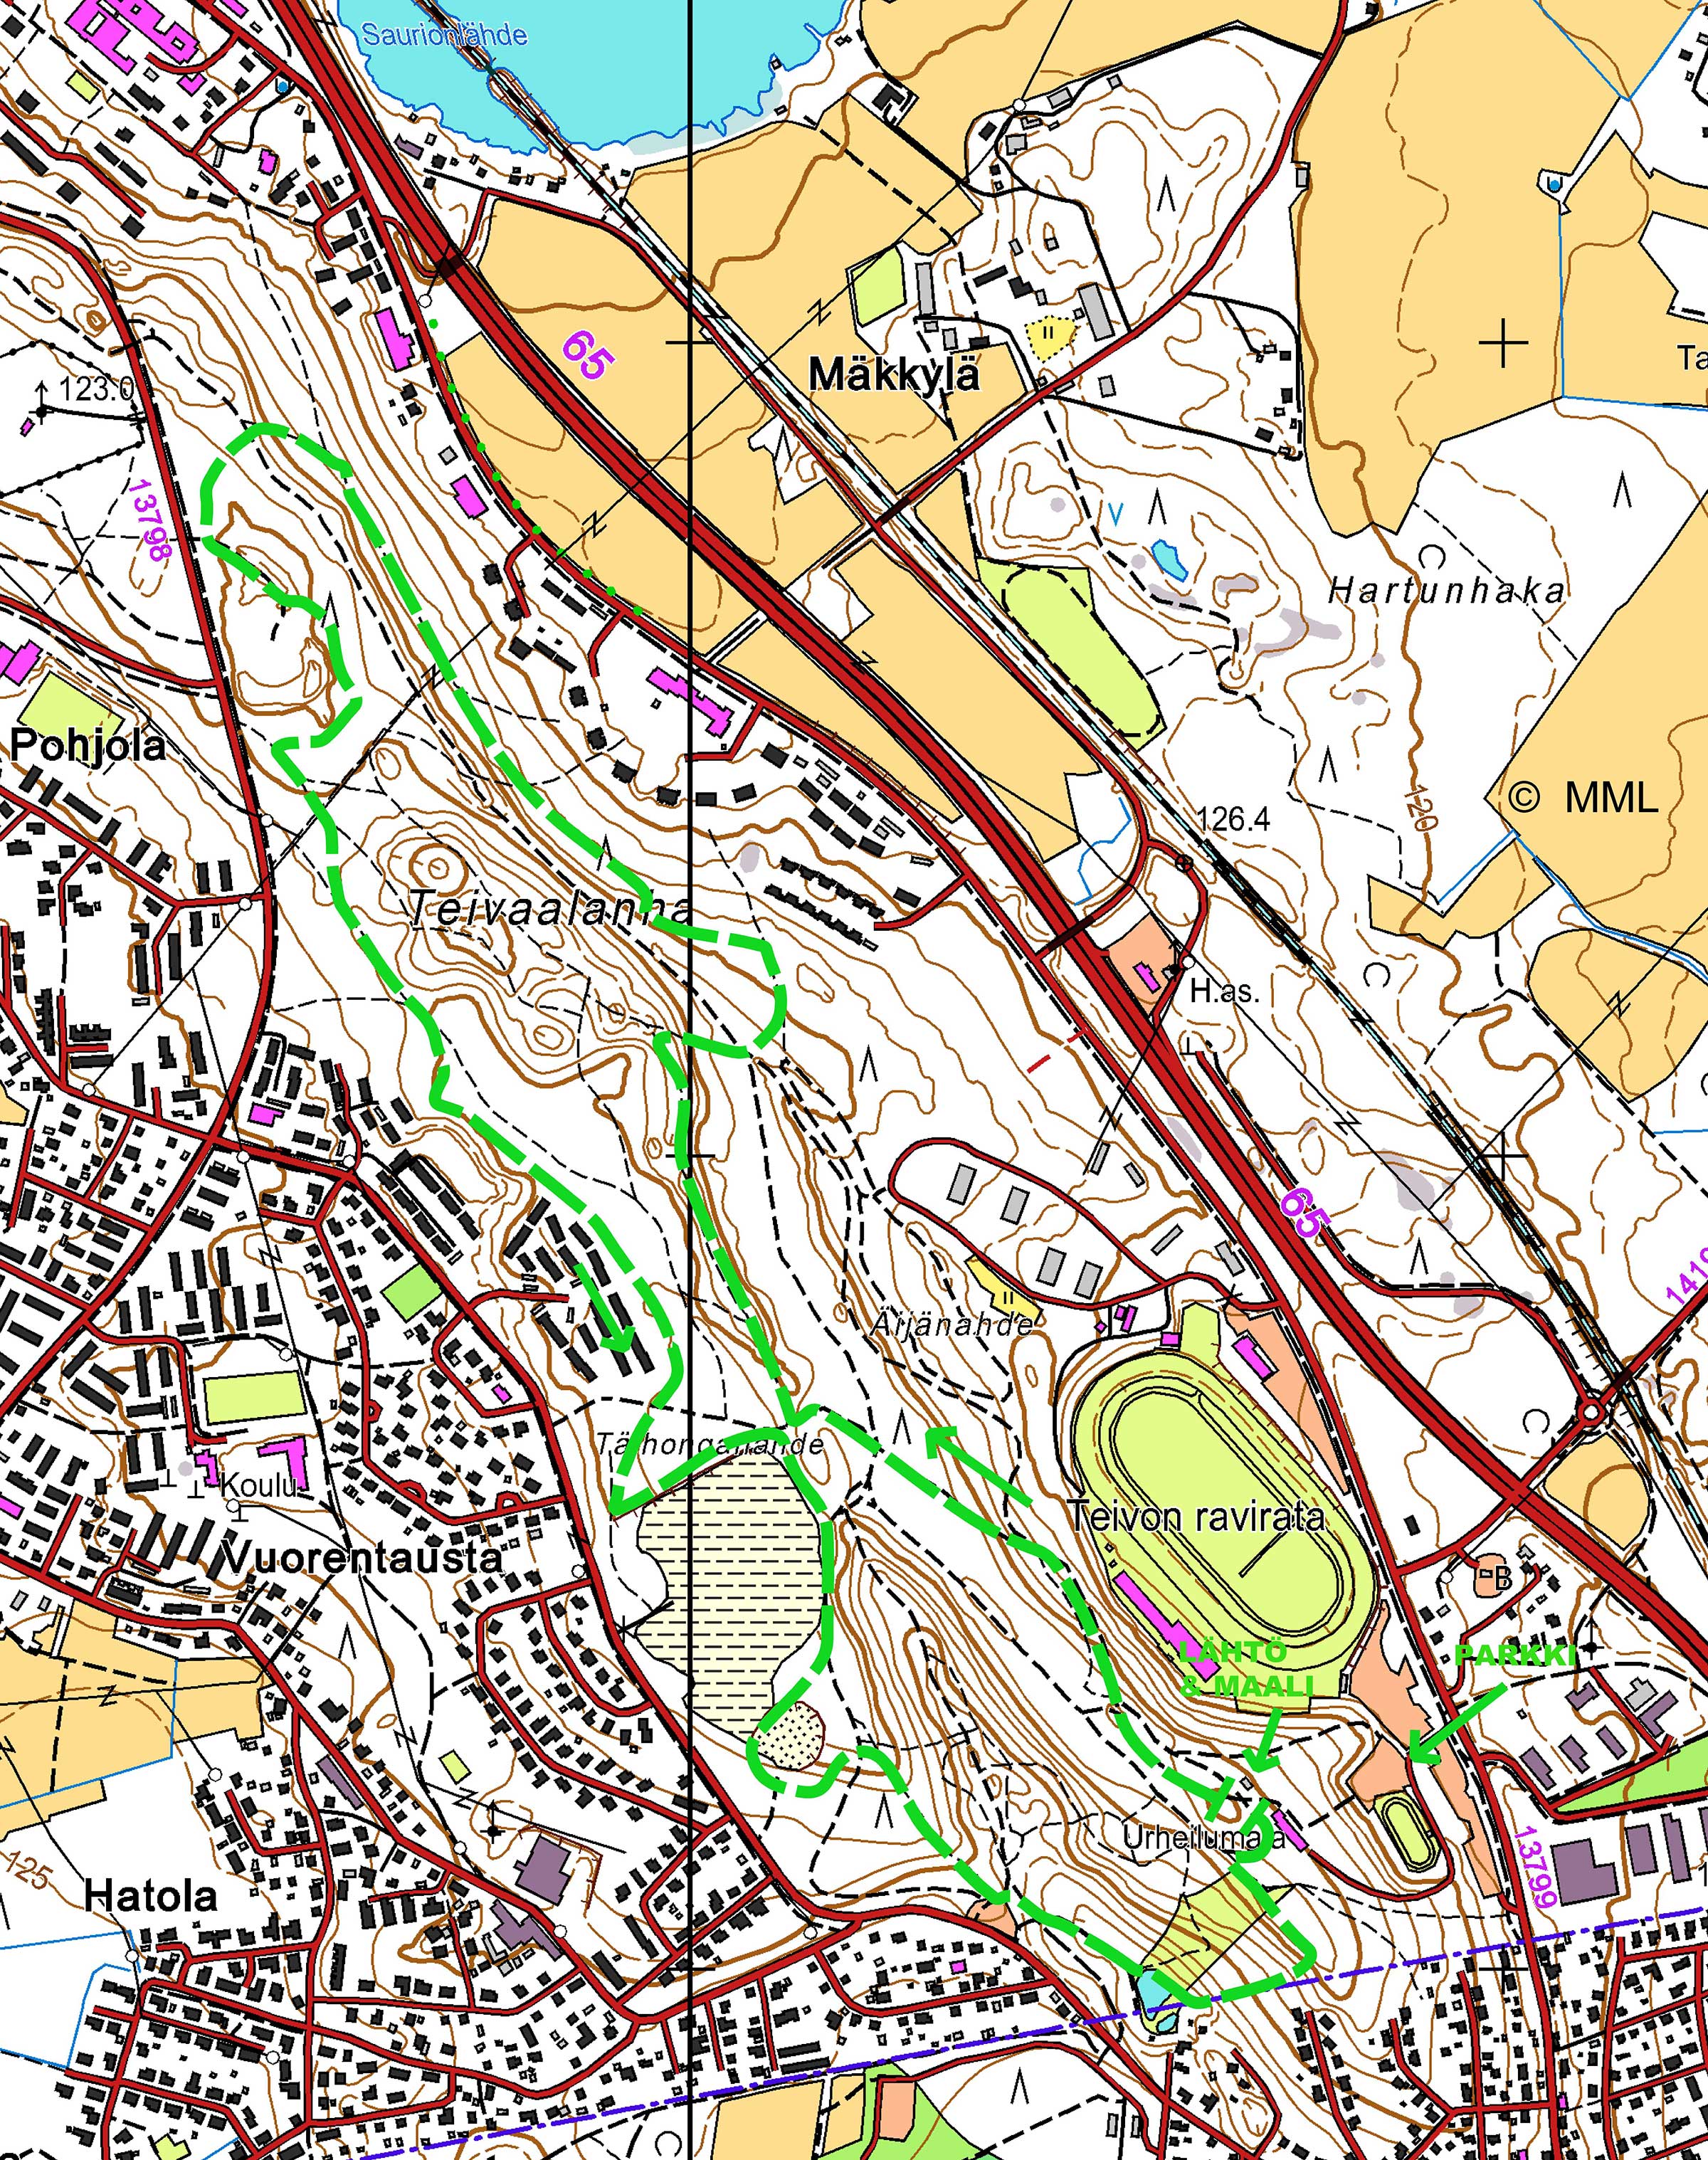 Saurionlähde
65
Mäkkylä
123.0
13798
Hartunhaka
Pohjola
© MML
120
126.4
Teivaalanha
H.as.
65
Äijänahde
Koulu
Teivon ravirata
Vuorentausta
B
LÄHTÖ
& MAALI
PARKKI
Urheilumaja
13799
125
Hatola